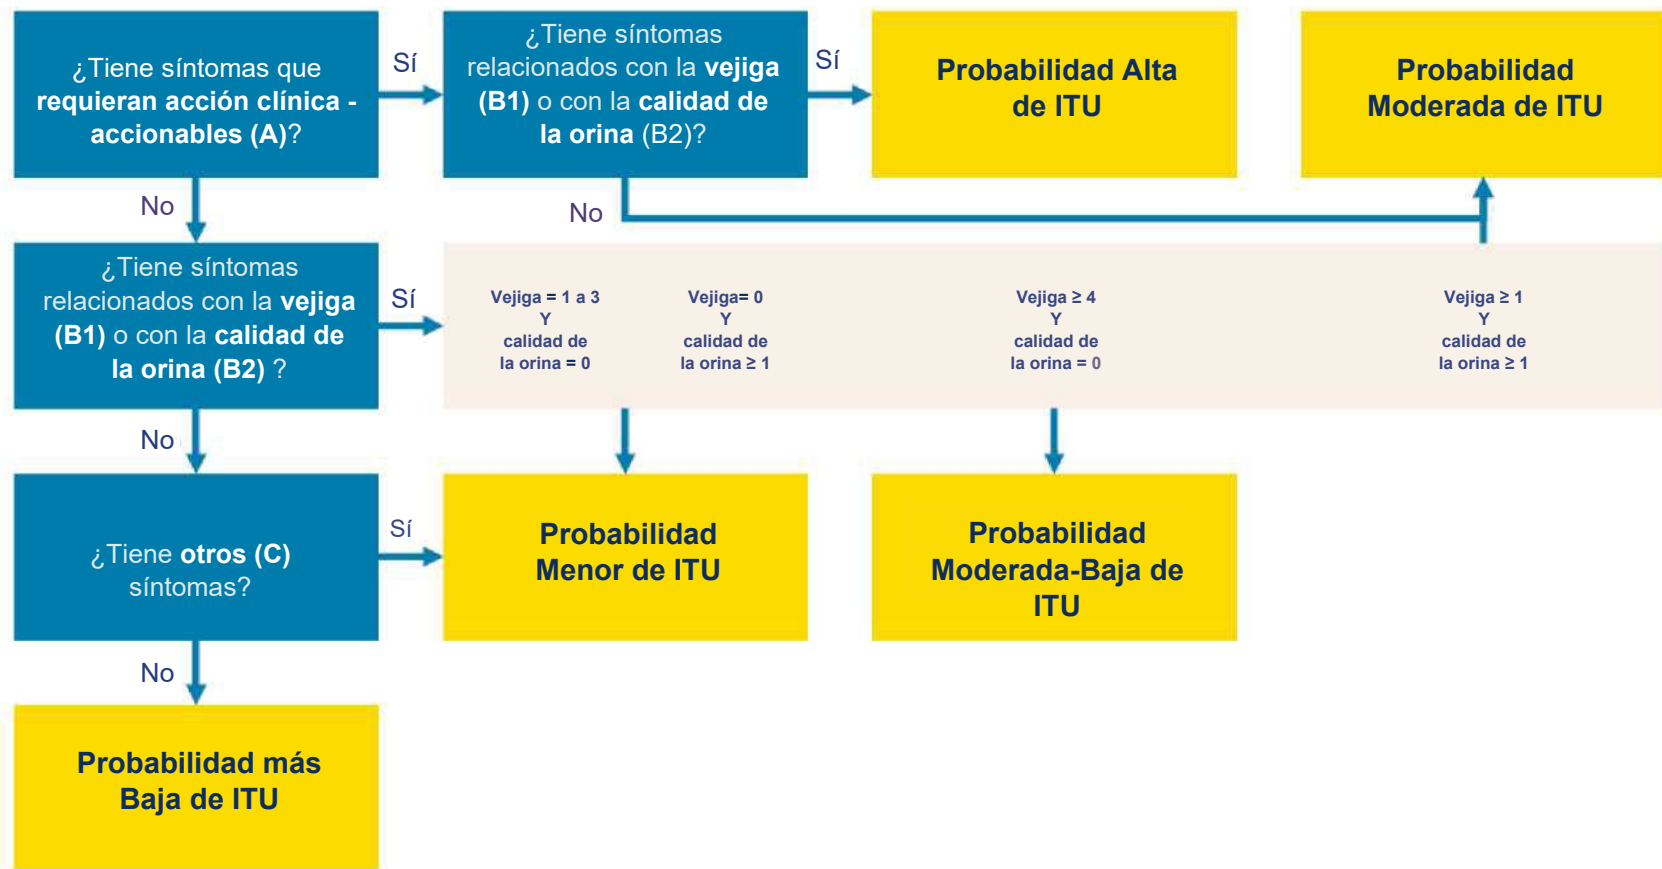 ¿Tiene síntomas que
requieran acción clínica -
accionables (A)?
Sí
¿Tiene síntomas
relacionados con la vejiga
(B1) o con la calidad de
la orina (B2)?
Sí
Probabilidad Alta
de ITU
Probabilidad
Moderada de ITU
No
No
¿Tiene síntomas
relacionados con la vejiga
(B1) o con la calidad de
la orina (B2) ?
Sí
Vejiga = 1 a 3
Y
calidad de
la orina = 0
Vejiga= 0
Y
calidad de
la orina ≥ 1
Vejiga ≥ 4
Y
calidad de
la orina = 0
Vejiga ≥ 1
Y
calidad de
la orina ≥ 1
No
¿Tiene otros (C)
síntomas?
Sí
Probabilidad
Menor de ITU
Probabilidad
Moderada-Baja de
ITU
No
Probabilidad más
Baja de ITU